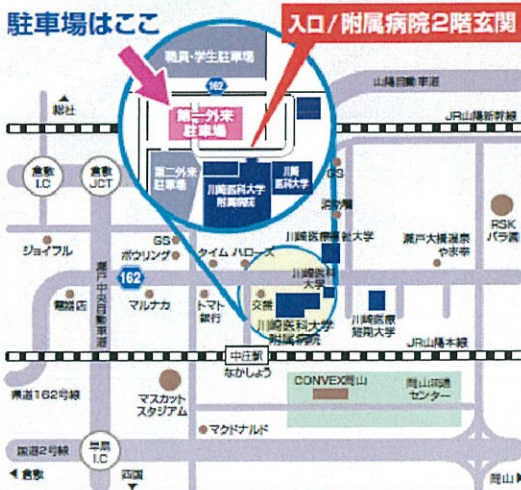 駐車場はここ
入口/附属病院2階玄関
職員・学生駐車場
162
山陽自動車道
総社
JR山陽新幹線
第一外来
駐車場
倉敷
I.C
倉敷
JCT
第二外来
駐車場
川崎医科大学
附属病院
川崎
医科大学
GS
消防署
RSK
バラ園
川崎医療福祉大学
瀬戸大橋温泉
やま幸
ジョイフル
GS
ボウリング
タイム
ハローズ
川崎医科
大学
瀬戸中央自動車道
162
電器店
マルナカ
トマト
銀行
交番
川崎医科大学
附属病院
川崎医療
短期大学
中庄駅
なかしょう
JR山陽本線
県道162号線
マスカット
スタジアム
CONVEX岡山
岡山流通
センター
マクドナルド
国道2号線
早島
I.C
倉敷
四国
岡山